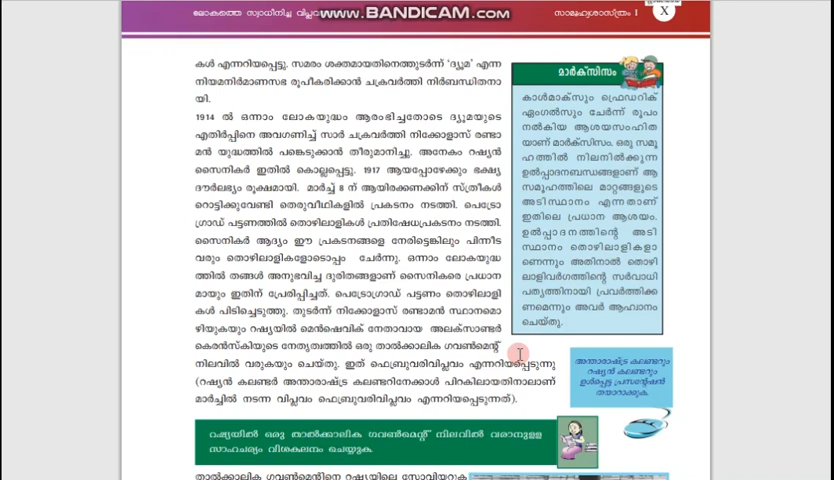 ലോകത്തെ സ്വാധീനിച്ച വിപ്ലവ
www.BANDICAM.com
സാമൂഹ്യശാസ്ത്രം I
X
കൾ എന്നറിയപ്പെട്ടു. സമരം ശക്തമായതിനെത്തുടർന്ന് 'ദ്യൂമ' എന്ന
നിയമനിർമാണസഭ രൂപീകരിക്കാൻ ചക്രവർത്തി നിർബന്ധിതനാ
യി.
1914 ൽ ഒന്നാം ലോകയുദ്ധം ആരംഭിച്ചതോടെ ദ്യൂമയുടെ
എതിർപ്പിനെ അവഗണിച്ച് സാർ ചക്രവർത്തി നിക്കോളാസ് രണ്ടാ
മൻ യുദ്ധത്തിൽ പങ്കെടുക്കാൻ തീരുമാനിച്ചു. അനേകം റഷ്യൻ
സൈനികർ ഇതിൽ കൊല്ലപ്പെട്ടു. 1917 ആയപ്പോഴേക്കും ഭക്ഷ്യ
ദൗർലഭ്യം രൂക്ഷമായി. മാർച്ച് 8 ന് ആയിരക്കണക്കിന് സ്ത്രീകൾ
റൊട്ടിക്കുവേണ്ടി തെരുവീഥികളിൽ പ്രകടനം നടത്തി. പെട്രോ
ഗ്രാഡ് പട്ടണത്തിൽ തൊഴിലാളികൾ പ്രതിഷേധപ്രകടനം നടത്തി.
സൈനികർ ആദ്യം ഈ പ്രകടനങ്ങളെ നേരിട്ടെങ്കിലും പിന്നീട
വരും തൊഴിലാളികളോടൊപ്പം ചേർന്നു. ഒന്നാം ലോകയുദ്ധ
ത്തിൽ തങ്ങൾ അനുഭവിച്ച ദുരിതങ്ങളാണ് സൈനികരെ പ്രധാന
മായും ഇതിന് പ്രേരിപ്പിച്ചത്. പെട്രോഗ്രാഡ് പട്ടണം തൊഴിലാളി
കൾ പിടിച്ചെടുത്തു. തുടർന്ന് നിക്കോളാസ് രണ്ടാമൻ സ്ഥാനമൊ
ഴിയുകയും റഷ്യയിൽ മെൻഷെവിക് നേതാവായ അലക്സാണ്ടർ
കെരൻസ്കിയുടെ നേതൃത്വത്തിൽ ഒരു താൽക്കാലിക ഗവൺമെന്റ്
നിലവിൽ വരുകയും ചെയ്തു. ഇത് ഫെബ്രുവരിവിപ്ലവം എന്നറിയപ്പെടുന്നു
(റഷ്യൻ കലണ്ടർ അന്താരാഷ്ട്ര കലണ്ടറിനേക്കാൾ പിറകിലായതിനാലാണ്
മാർച്ചിൽ നടന്ന വിപ്ലവം ഫെബ്രുവരിവിപ്ലവം എന്നറിയപ്പെടുന്നത്).
മാർക്സിസം
കാൾമാക്സും ഫ്രെഡറിക്
ഏംഗൽസും ചേർന്ന് രൂപം
നൽകിയ ആശയസംഹിത
യാണ് മാർക്സിസം. ഒരു സമൂ
ഹത്തിൽ നിലനിൽക്കുന്ന
ഉൽപ്പാദനബന്ധങ്ങളാണ് ആ
സമൂഹത്തിലെ മാറ്റങ്ങളുടെ
അടിസ്ഥാനം എന്നതാണ്
ഇതിലെ പ്രധാന ആശയം.
ഉൽപ്പാദനത്തിന്റെ അടി
സ്ഥാനം തൊഴിലാളികളാ
ണെന്നും അതിനാൽ തൊഴി
ലാളിവർഗത്തിന്റെ സർവാധി
പത്യത്തിനായി പ്രവർത്തിക്ക
ണമെന്നും അവർ ആഹ്വാനം
ചെയ്തു.
അന്താരാഷ്ട്ര കലണ്ടറും
റഷ്യൻ കലണ്ടറും
ഉൾപ്പെട്ട പ്രസന്റേഷൻ
തയാറാക്കുക.
റഷ്യയിൽ ഒരു താൽക്കാലിക ഗവൺമെന്റ് നിലവിൽ വരാനുള്ള
സാഹചര്യം വിശകലനം ചെയ്യുക.
താൽക്കാലിക ഗവൺമെന്റിനെ റഷ്യയിലെ സോവിയറ്റുക